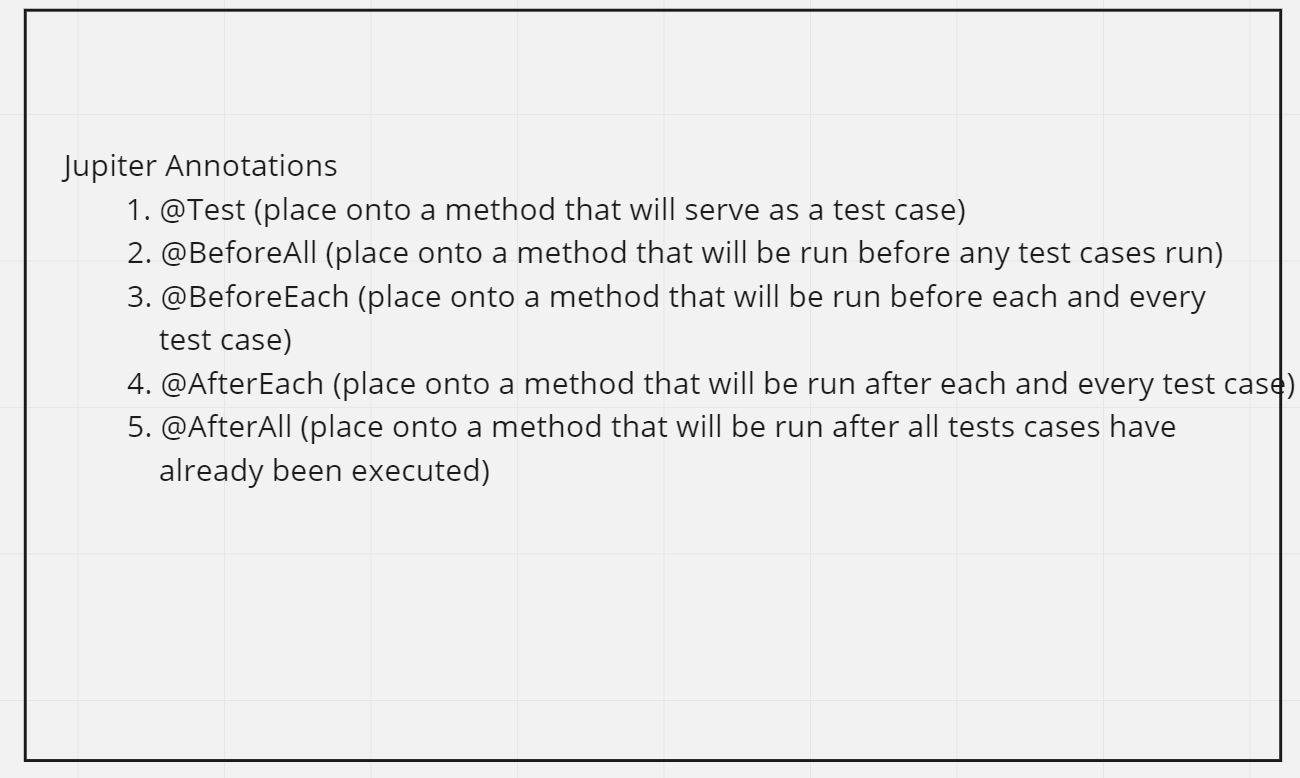 Jupiter Annotations
1. @Test (place onto a method that will serve as a test case)
2. @BeforeAll (place onto a method that will be run before any test cases run)
3. @BeforeEach (place onto a method that will be run before each and every
test case)
4. @AfterEach (place onto a method that will be run after each and every test case)
5. @AfterAll (place onto a method that will be run after all tests cases have
already been executed)